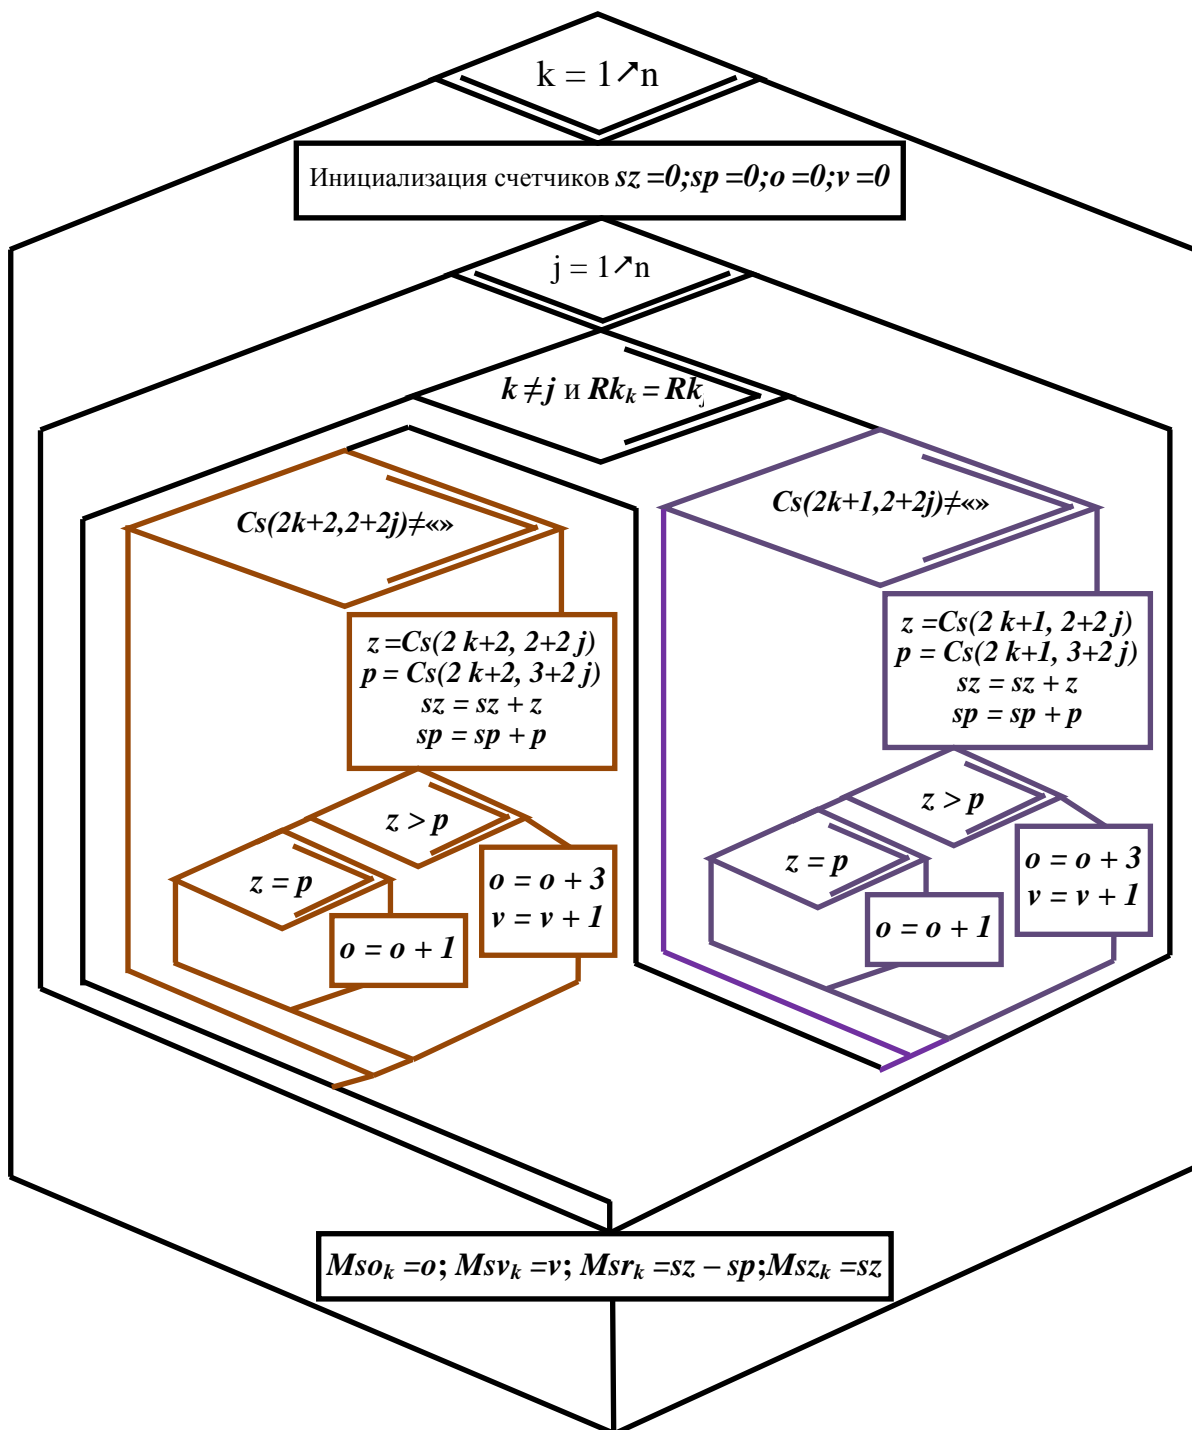 k = 1↗n
Инициализация счетчиков sz =0;sp =0;o =0;v =0
j = 1↗n
k ≠ j и Rkₖ = Rkⱼ
Cs(2k+2,2+2j)≠«»
Cs(2k+1,2+2j)≠«»
z =Cs(2 k+2, 2+2 j)
p = Cs(2 k+2, 3+2 j)
sz = sz + z
sp = sp + p
z =Cs(2 k+1, 2+2 j)
p = Cs(2 k+1, 3+2 j)
sz = sz + z
sp = sp + p
z > p
z = p
o = o + 3
v = v + 1
o = o + 1
z > p
z = p
o = o + 3
v = v + 1
o = o + 1
Msoₖ =o; Msvₖ =v; Msrₖ =sz – sp;Mszₖ =sz